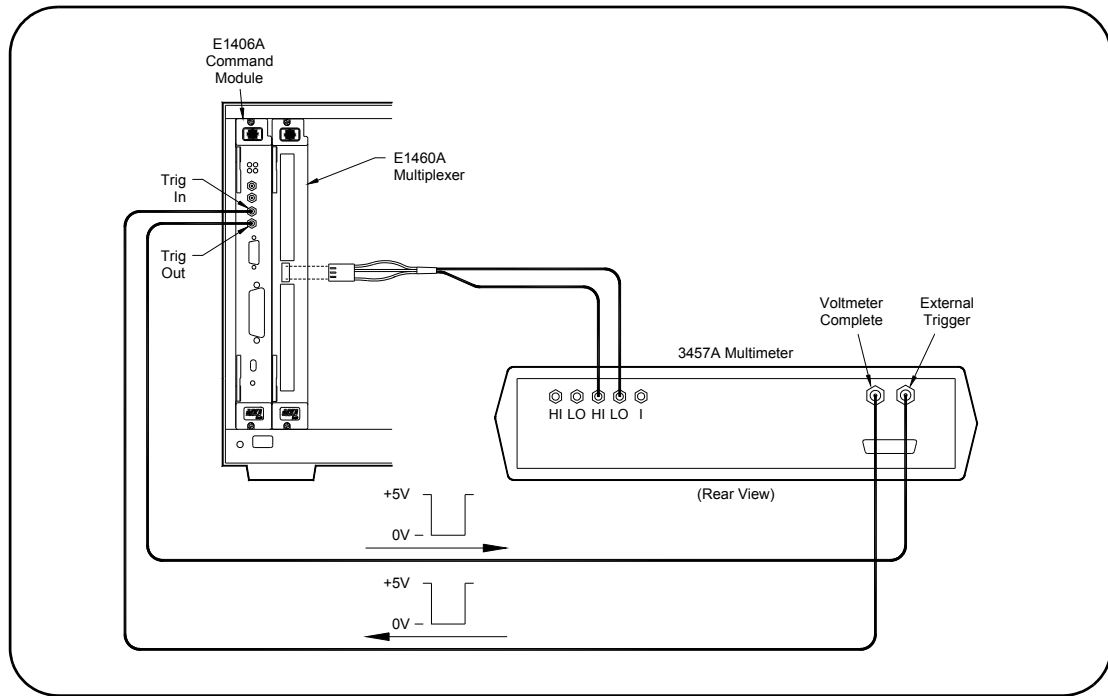 E1406A
Command
Module
E1460A
Multiplexer
Trig
In
Trig
Out
Voltmeter
Complete
External
Trigger
3457A Multimeter
HI LO HI LO I
(Rear View)
+5V
0V
+5V
0V